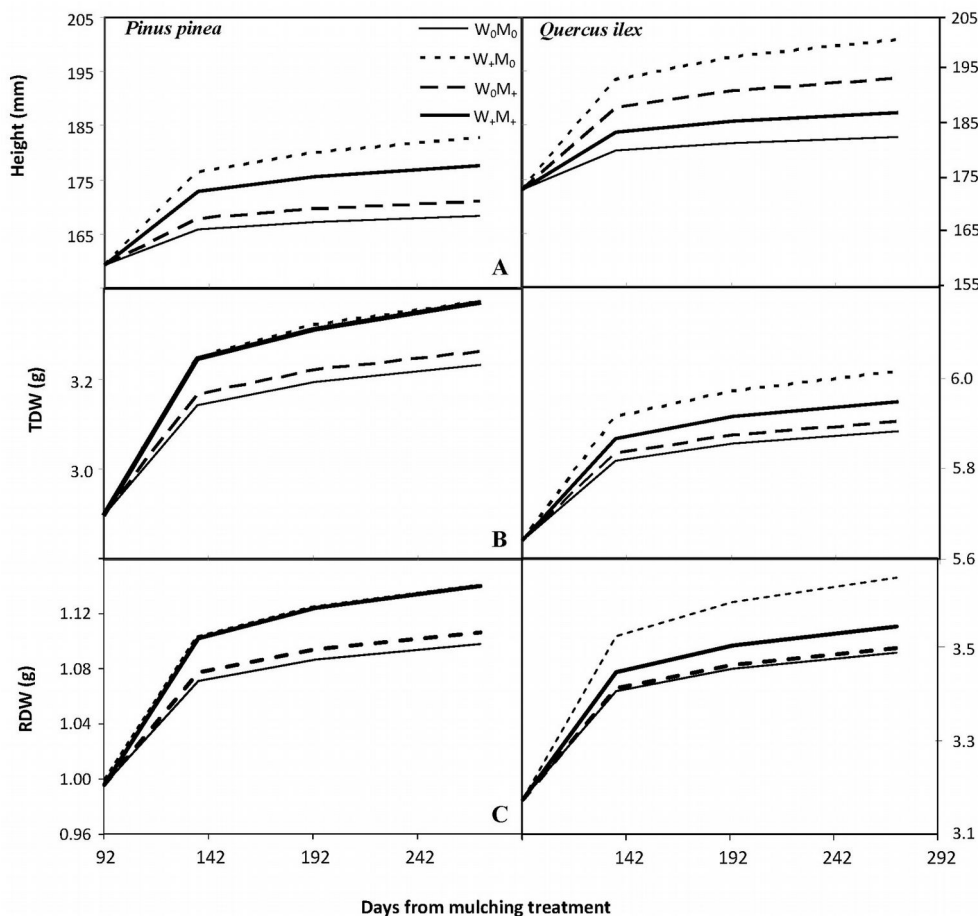 Pinus pinea
W₀M₀
W₊M₀
W₀M₊
W₊M₊
Height (mm)
205
195
185
175
165
A
Quercus ilex
205
195
185
175
165
155
TDW (g)
3.2
3.0
B
6.0
5.8
5.6
RDW (g)
1.12
1.08
1.04
1.00
0.96
C
3.5
3.3
3.1
92 142 192 242
142 192 242 292
Days from mulching treatment